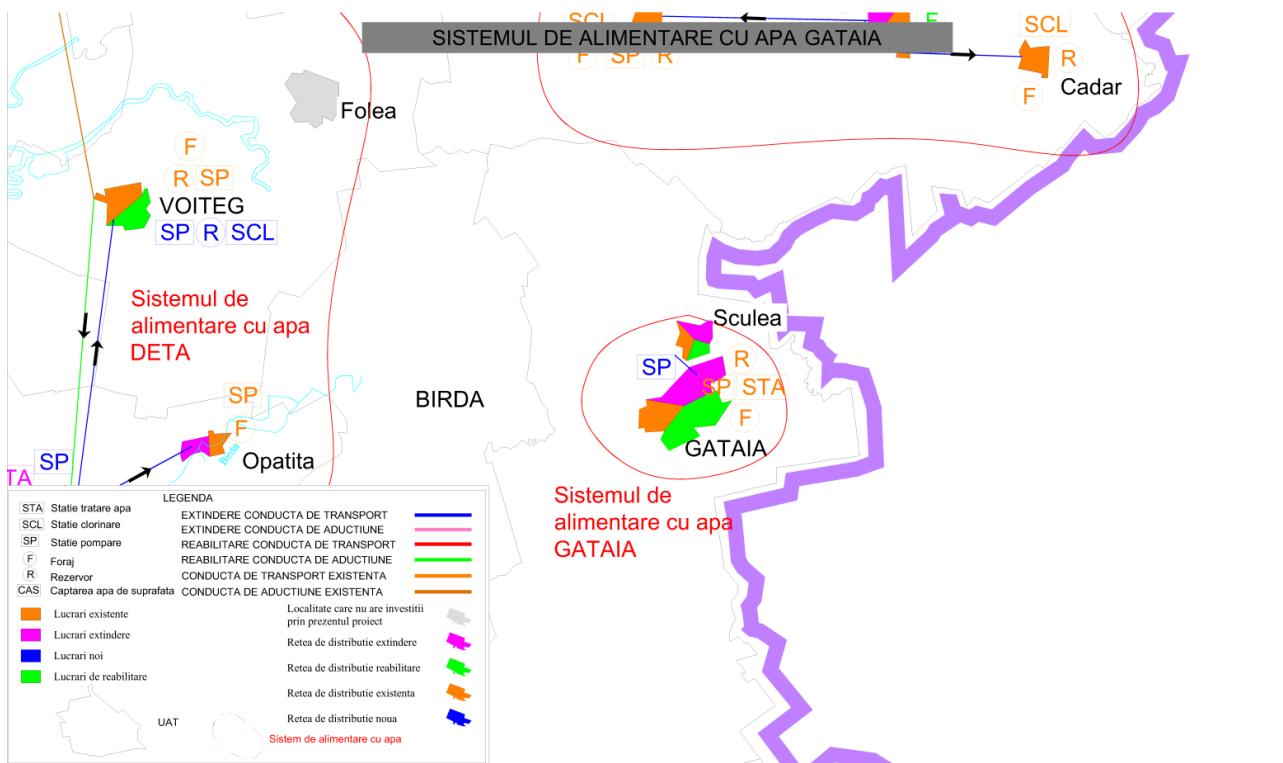 SCL
F
SISTEMUL DE ALIMENTARE CU APA GATAIA
F SP R
SCL
R
Cadar
F
Folea
F
R SP
VOITEG
SP R SCL
Sistemul de
alimentare cu apa
DETA
Sculea
SP
R
SP STA
F
GATAIA
BIRDA
SP
F
Birda
Opatita
SP
TA
Sistemul de
alimentare cu apa
GATAIA
LEGENDA
STA Statie tratare apa
SCL Statie clorinare
SP Statie pompare
F Foraj
R Rezervor
CAS Captarea apa de suprafata
EXTINDERE CONDUCTA DE TRANSPORT
EXTINDERE CONDUCTA DE ADUCTIUNE
REABILITARE CONDUCTA DE TRANSPORT
REABILITARE CONDUCTA DE ADUCTIUNE
CONDUCTA DE TRANSPORT EXISTENTA
CONDUCTA DE ADUCTIUNE EXISTENTA
Lucrari existente
Lucrari extindere
Lucrari noi
Lucrari de reabilitare
Localitate care nu are investitii
prin prezentul proiect
Retea de distributie extindere
Retea de distributie reabilitare
Retea de distributie existenta
Retea de distributie noua
UAT
Sistem de alimentare cu apa